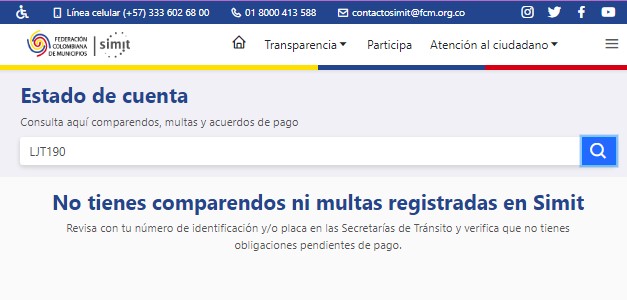 Línea celular (+57) 333 602 68 00 01 8000 413 588 contactosimit@fcm.org.co
FEDERACIÓN
COLOMBIANA
DE MUNICIPIOS
simit
Transparencia Participa Atención al ciudadano
Estado de cuenta
Consulta aquí comparendos, multas y acuerdos de pago
LJT190
No tienes comparendos ni multas registradas en Simit
Revisa con tu número de identificación y/o placa en las Secretarías de Tránsito y verifica que no tienes
obligaciones pendientes de pago.